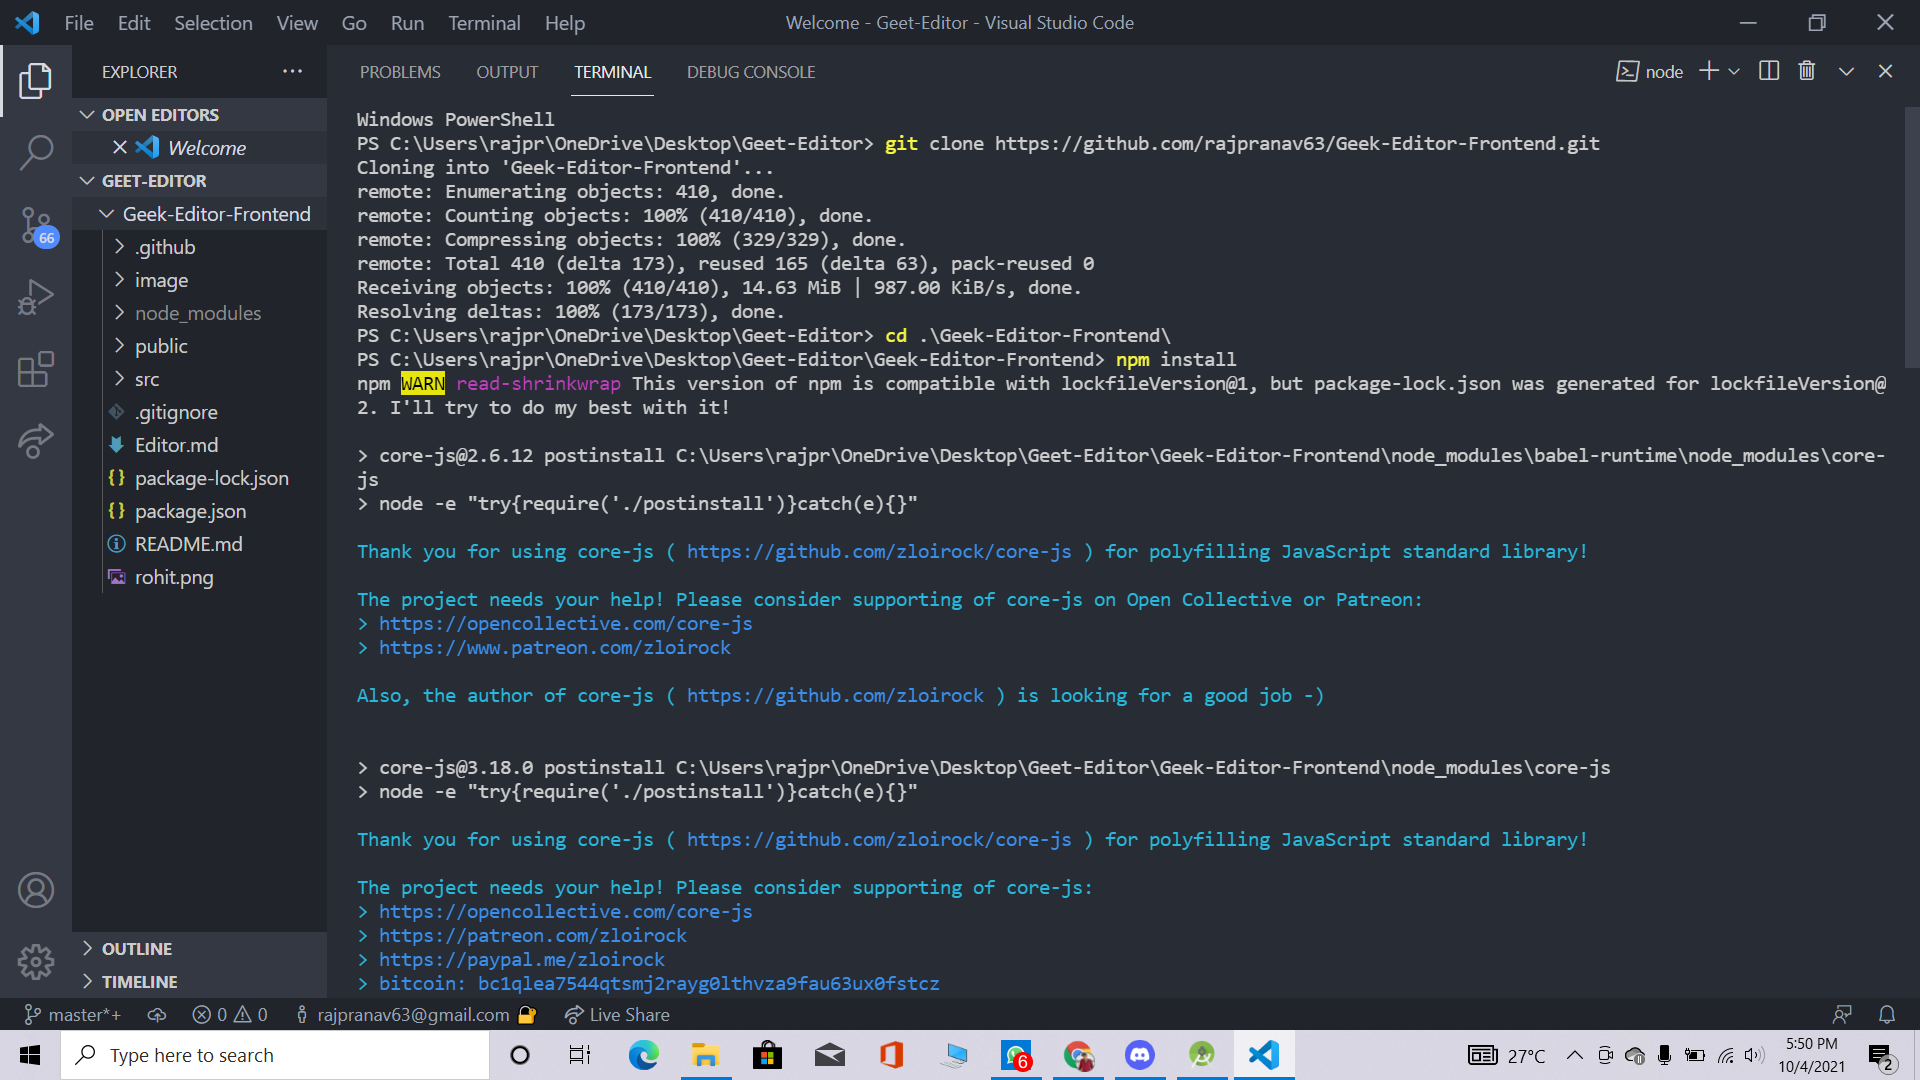 File Edit Selection View Go Run Terminal Help
Welcome - Geet-Editor - Visual Studio Code
EXPLORER
OPEN EDITORS
Welcome
GEET-EDITOR
Geek-Editor-Frontend
.github
image
node_modules
public
src
.gitignore
Editor.md
package-lock.json
package.json
README.md
rohit.png
OUTLINE
TIMELINE
66
PROBLEMS OUTPUT TERMINAL DEBUG CONSOLE
node
Windows PowerShell
PS C:\Users\rajpr\OneDrive\Desktop\Geet-Editor> git clone https://github.com/rajpranav63/Geek-Editor-Frontend.git
Cloning into 'Geek-Editor-Frontend'...
remote: Enumerating objects: 410, done.
remote: Counting objects: 100% (410/410), done.
remote: Compressing objects: 100% (329/329), done.
remote: Total 410 (delta 173), reused 165 (delta 63), pack-reused 0
Receiving objects: 100% (410/410), 14.63 MiB | 987.00 KiB/s, done.
Resolving deltas: 100% (173/173), done.
PS C:\Users\rajpr\OneDrive\Desktop\Geet-Editor> cd .\Geek-Editor-Frontend\
PS C:\Users\rajpr\OneDrive\Desktop\Geet-Editor\Geek-Editor-Frontend> npm install
npm WARN read-shrinkwrap This version of npm is compatible with lockfileVersion@1, but package-lock.json was generated for lockfileVersion@
2. I'll try to do my best with it!
> core-js@2.6.12 postinstall C:\Users\rajpr\OneDrive\Desktop\Geet-Editor\Geek-Editor-Frontend\node_modules\babel-runtime\node_modules\core-
js
> node -e "try{require('./postinstall')}catch(e){}"
Thank you for using core-js ( https://github.com/zloirock/core-js ) for polyfilling JavaScript standard library!
The project needs your help! Please consider supporting of core-js on Open Collective or Patreon:
> https://opencollective.com/core-js
> https://www.patreon.com/zloirock
Also, the author of core-js ( https://github.com/zloirock ) is looking for a good job -)
> core-js@3.18.0 postinstall C:\Users\rajpr\OneDrive\Desktop\Geet-Editor\Geek-Editor-Frontend\node_modules\core-js
> node -e "try{require('./postinstall')}catch(e){}"
Thank you for using core-js ( https://github.com/zloirock/core-js ) for polyfilling JavaScript standard library!
The project needs your help! Please consider supporting of core-js:
> https://opencollective.com/core-js
> https://patreon.com/zloirock
> https://paypal.me/zloirock
> bitcoin: bc1qlea7544qtsmj2rayg0lthvza9fau63ux0fstcz
master*+ 0 0 rajpranav63@gmail.com Live Share
Type here to search
6
27°C
5:50 PM
10/4/2021
2